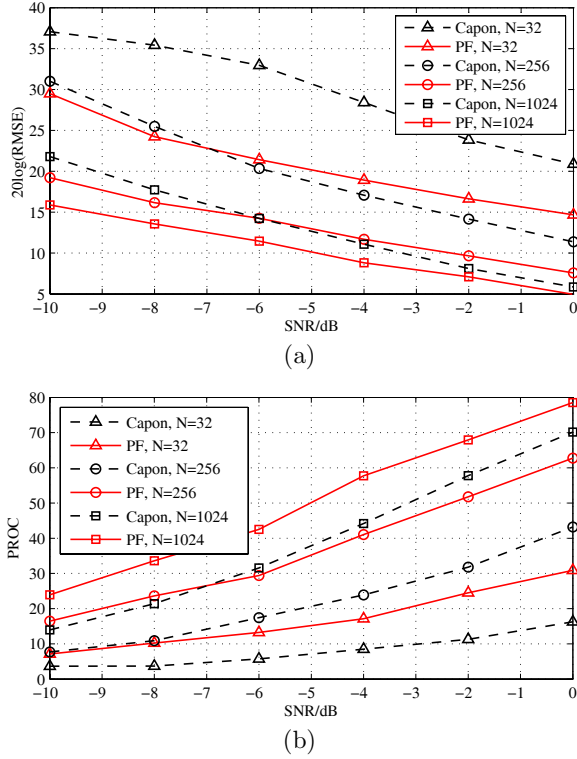 40
35
30
25
20
15
10
5
20log(RMSE)
Capon, N=32
PF, N=32
Capon, N=256
PF, N=256
Capon, N=1024
PF, N=1024
−10 −9 −8 −7 −6 −5 −4 −3 −2 −1 0
SNR/dB
(a)
80
70
60
50
40
30
20
10
0
PROC
Capon, N=32
PF, N=32
Capon, N=256
PF, N=256
Capon, N=1024
PF, N=1024
−10 −9 −8 −7 −6 −5 −4 −3 −2 −1 0
SNR/dB
(b)